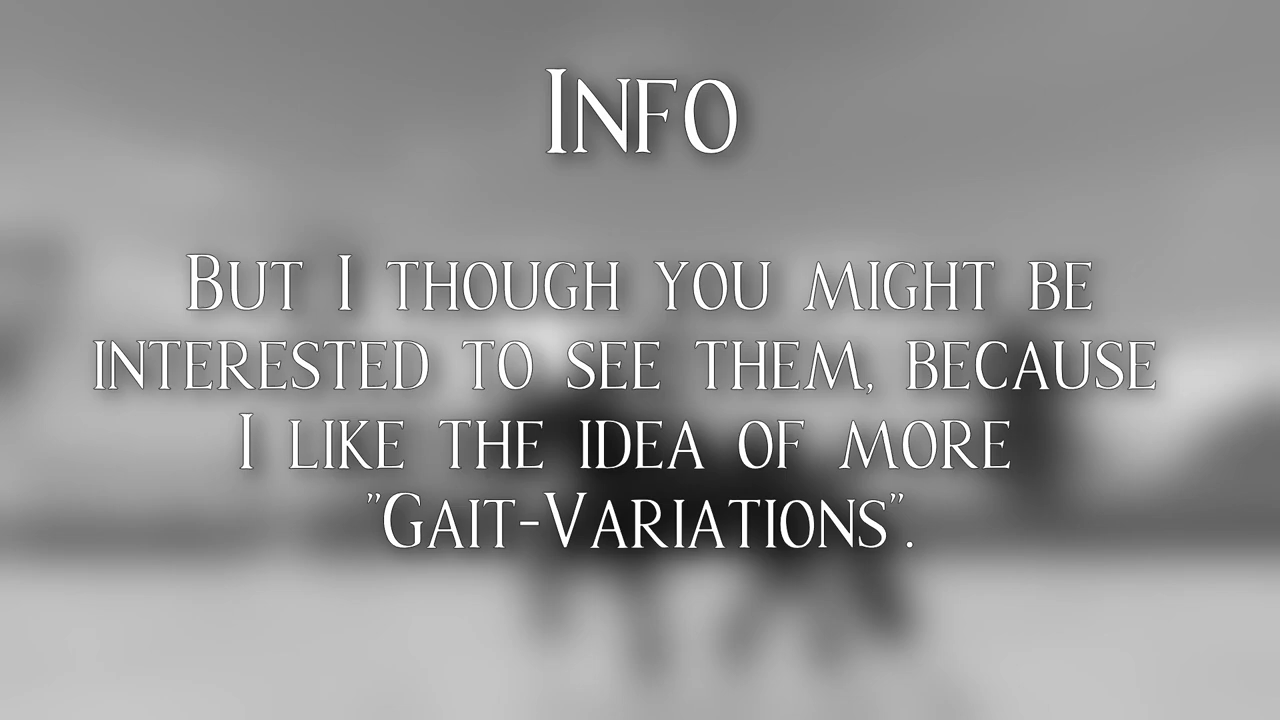 Info
But I though you might be
interested to see them, because
I like the idea of more
"Gait-Variations".